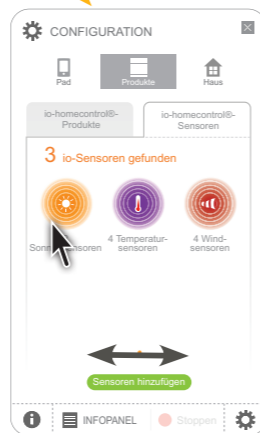 CONFIGURATION
Pad
Produkte
Haus
io-homecontrol®-
Produkte
io-homecontrol®-
Sensoren
3 io-Sensoren gefunden
4 Temperatur-
sensoren
4 Wind-
sensoren
Sensoren hinzufügen
INFOPANEL
Stoppen